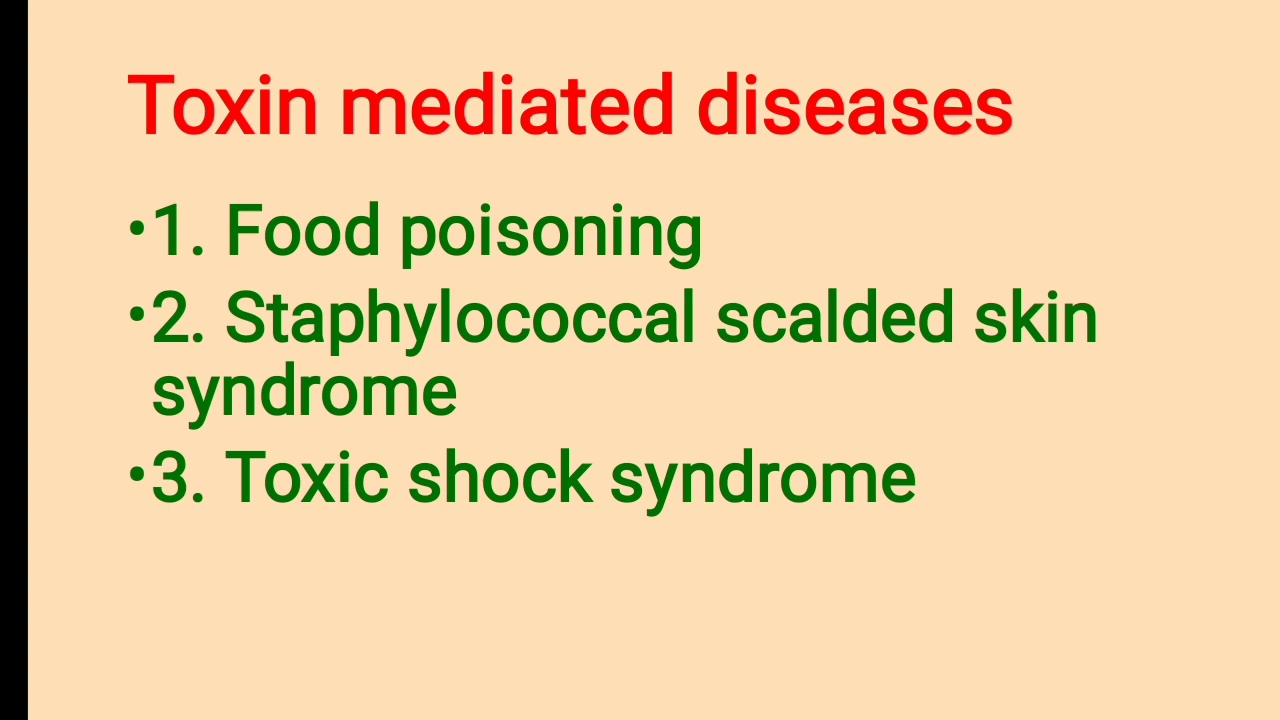 Toxin mediated diseases
•1. Food poisoning
•2. Staphylococcal scalded skin
syndrome
•3. Toxic shock syndrome